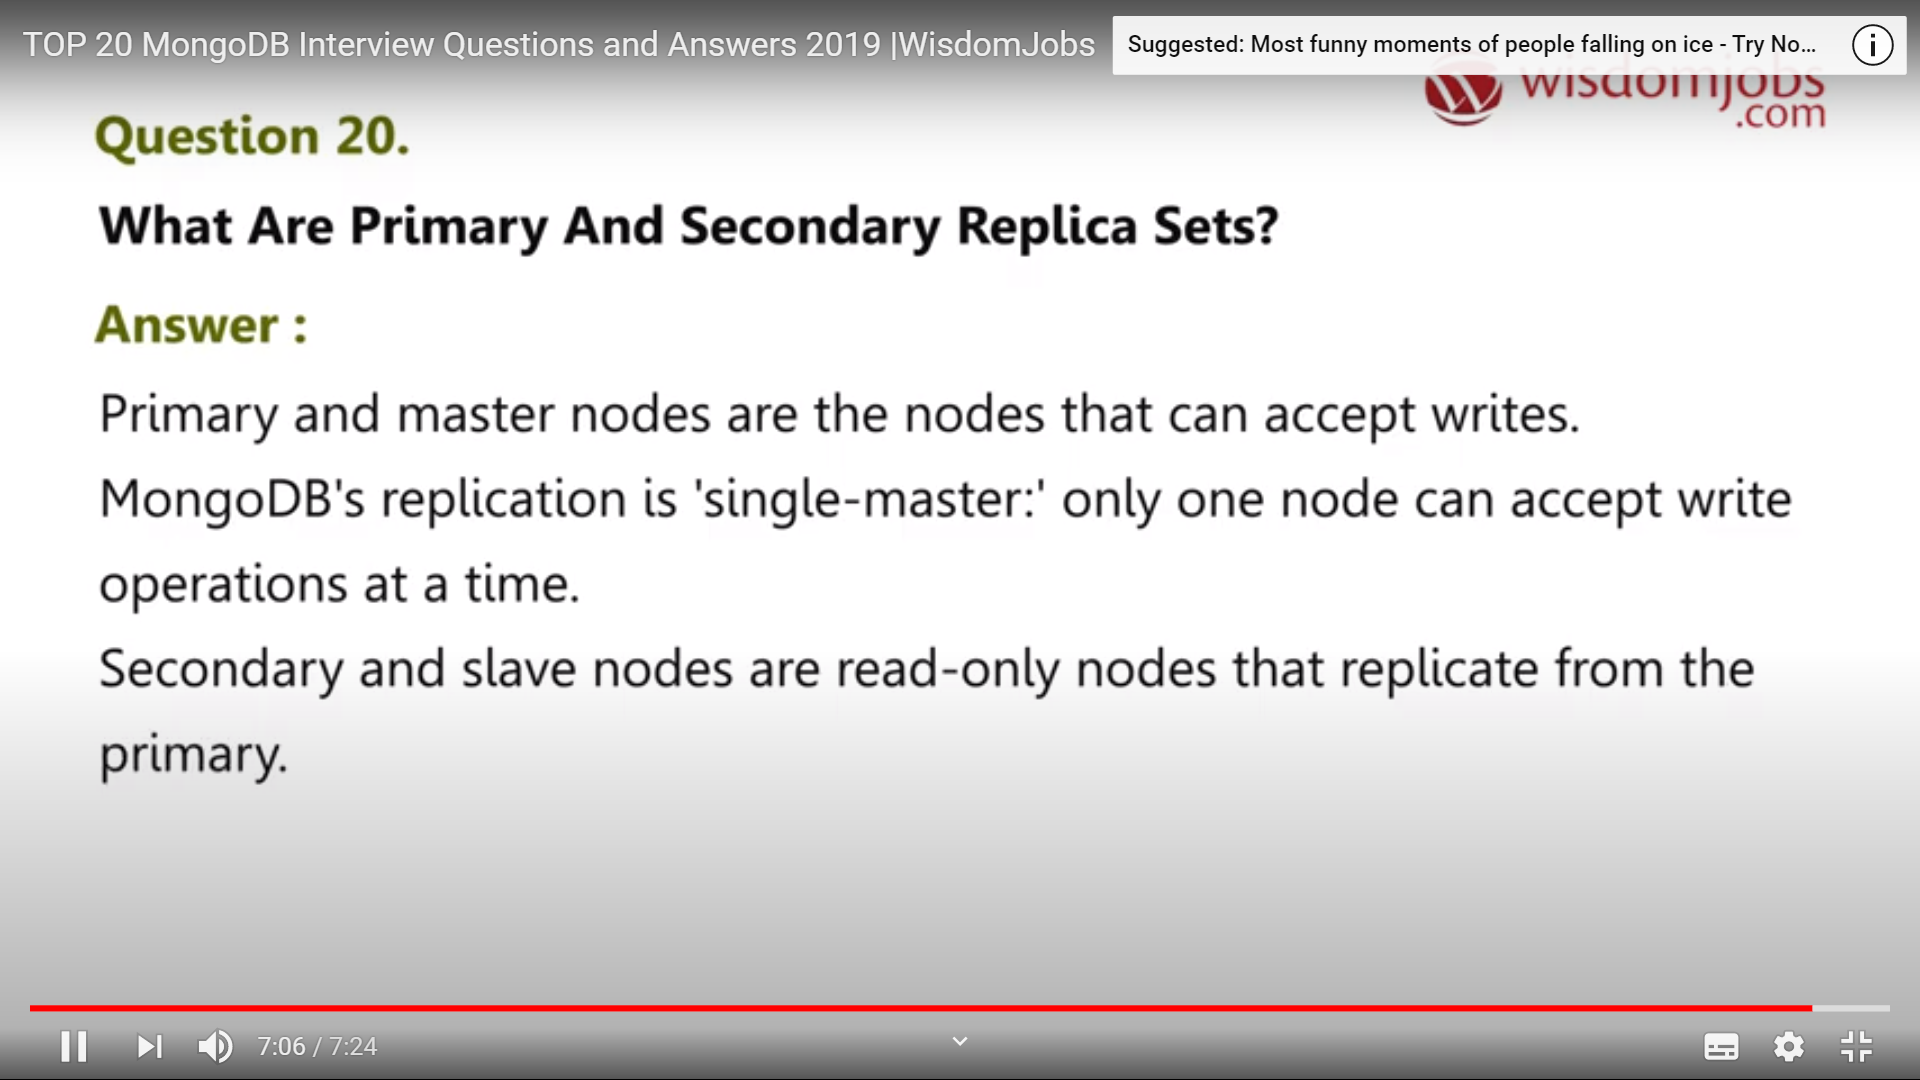 TOP 20 MongoDB Interview Questions and Answers 2019 |WisdomJobs
Suggested: Most funny moments of people falling on ice - Try No...
wisdomjobs
.com
Question 20.
What Are Primary And Secondary Replica Sets?
Answer :
Primary and master nodes are the nodes that can accept writes.
MongoDB's replication is 'single-master:' only one node can accept write
operations at a time.
Secondary and slave nodes are read-only nodes that replicate from the
primary.
7:06 / 7:24